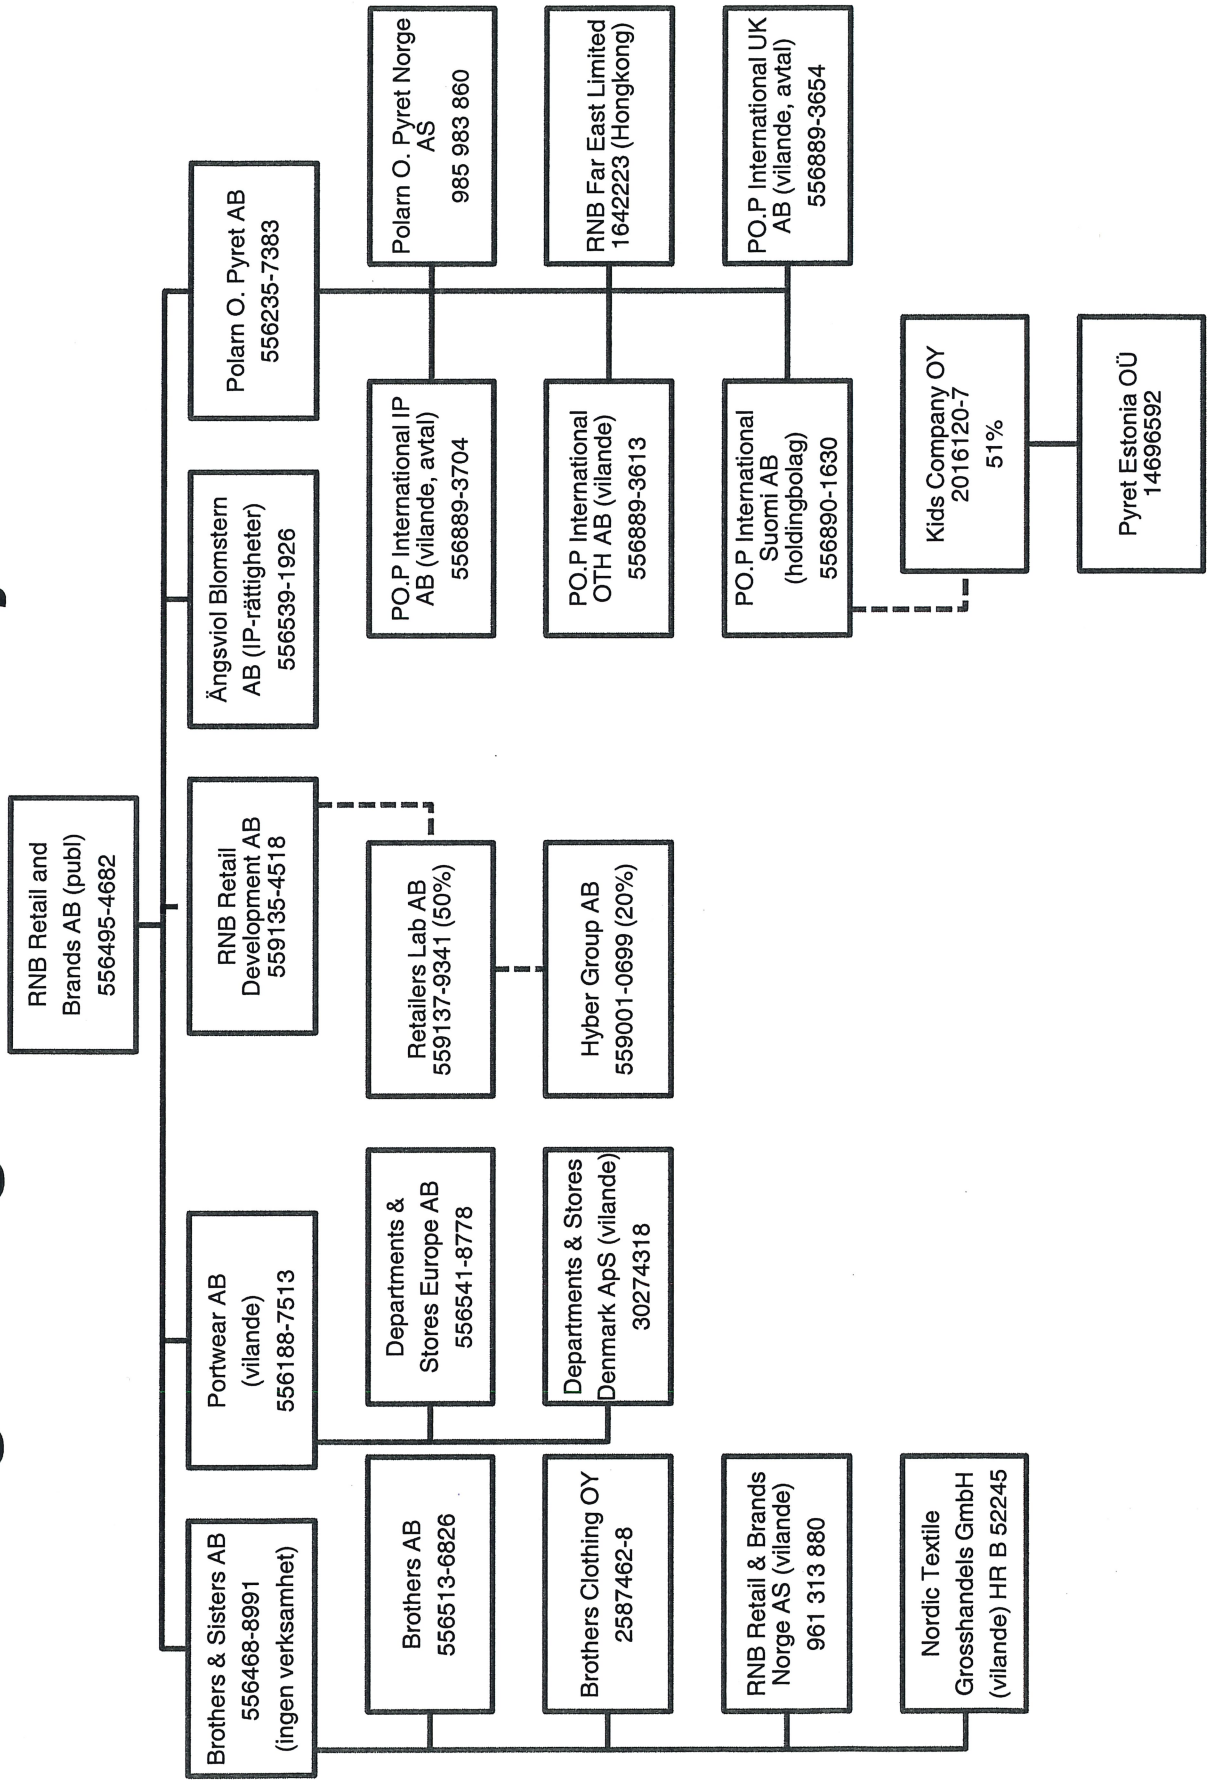 RNB Retail and
Brands AB (publ)
556495-4682
Brothers & Sisters AB
556468-8991
(ingen verksamhet)
Brothers AB
556513-6826
Brothers Clothing OY
2587462-8
RNB Retail & Brands
Norge AS (vilande)
961 313 880
Nordic Textile
Grosshandels GmbH
(vilande) HR B 52245
Portwear AB
(vilande)
556188-7513
Departments &
Stores Europe AB
556541-8778
Departments & Stores
Denmark ApS (vilande)
30274318
RNB Retail
Development AB
559135-4518
Retailers Lab AB
559137-9341 (50%)
Hyber Group AB
559001-0699 (20%)
Ängsviol Blomstern
AB (IP-rättigheter)
556539-1926
Polarn O. Pyret AB
556235-7383
PO.P International IP
AB (vilande, avtal)
556889-3704
Polarn O. Pyret Norge
AS
985 983 860
PO.P International
OTH AB (vilande)
556889-3613
RNB Far East Limited
1642223 (Hongkong)
PO.P International
Suomi AB
(holdingbolag)
556890-1630
PO.P International UK
AB (vilande, avtal)
556889-3654
Kids Company OY
2016120-7
51%
Pyret Estonia OÜ
14696592